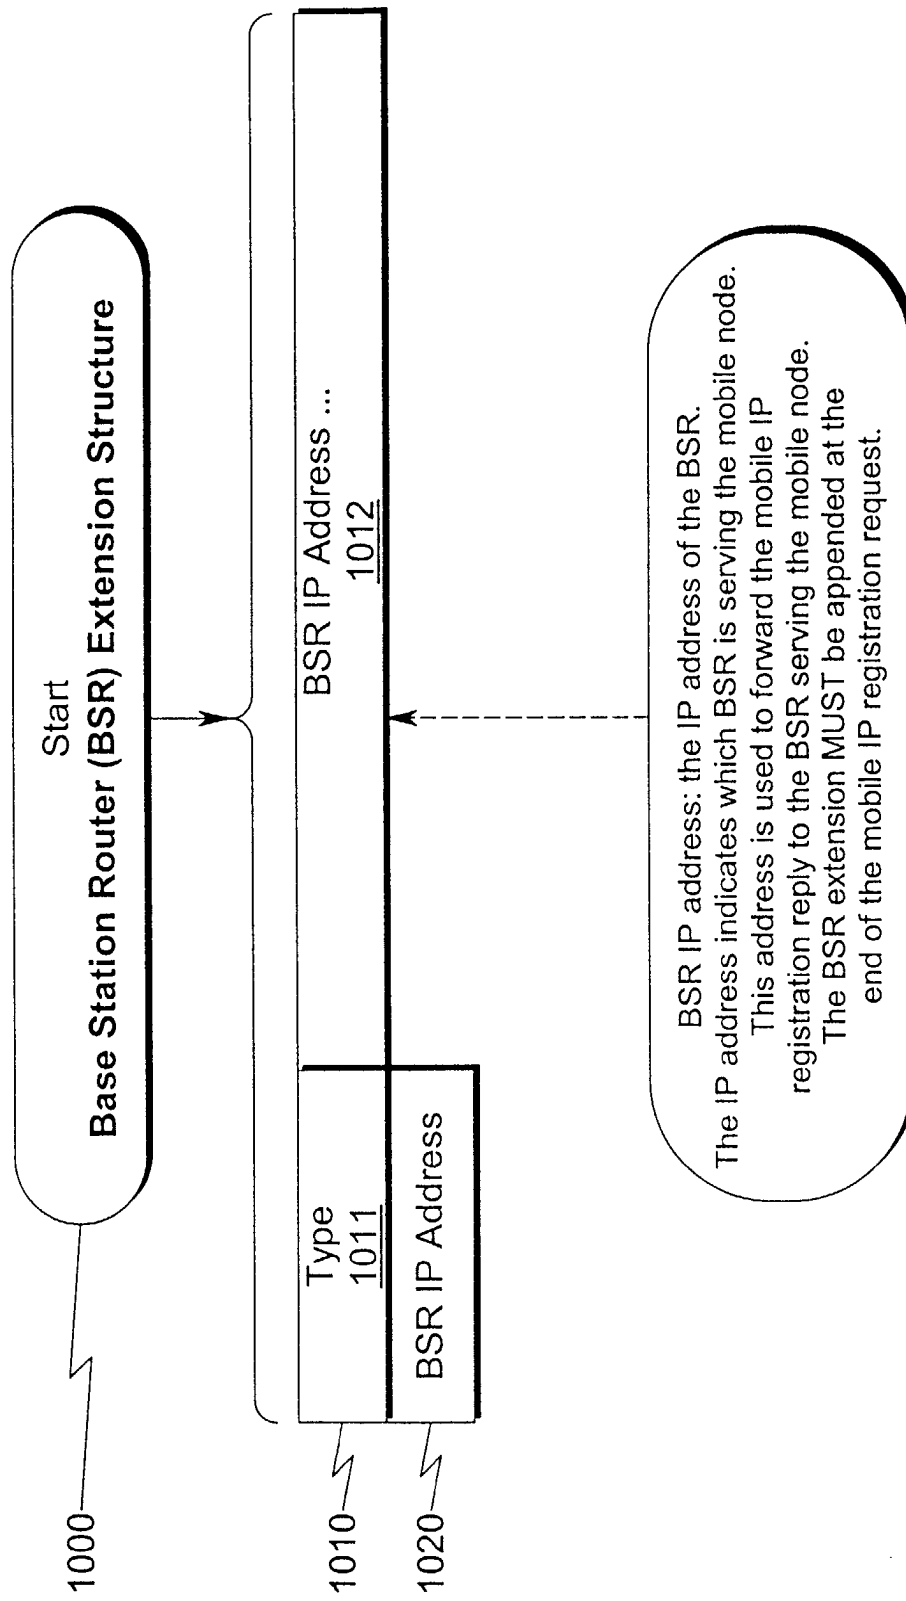 1000
Start
Base Station Router (BSR) Extension Structure
1010
Type
1011
BSR IP Address ...
1012
1020
BSR IP Address
BSR IP address: the IP address of the BSR.
The IP address indicates which BSR is serving the mobile node.
This address is used to forward the mobile IP
registration reply to the BSR serving the mobile node.
The BSR extension MUST be appended at the
end of the mobile IP registration request.